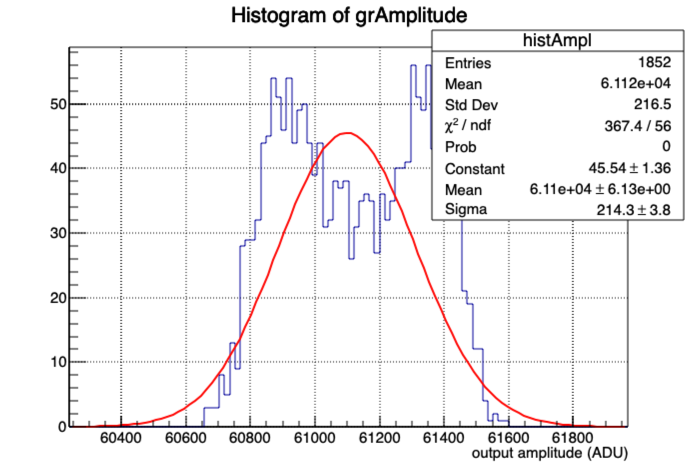 Histogram of grAmplitude
histAmpl
Entries 1852
Mean 6.112e+04
Std Dev 216.5
χ² / ndf 367.4 / 56
Prob 0
Constant 45.54 ± 1.36
Mean 6.11e+04 ± 6.13e+00
Sigma 214.3 ± 3.8
50
40
30
20
10
0
60400 60600 60800 61000 61200 61400 61600 61800
output amplitude (ADU)